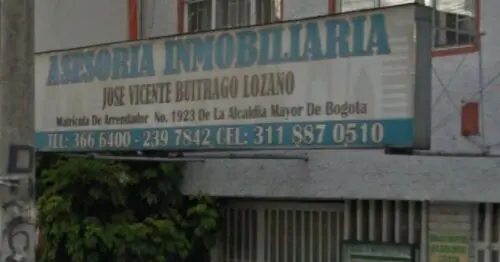 ASESORIA INMOBILIARIA
JOSE VICENTE BUITRAGO LOZANO
Matricula De Arrendador No. 1923 De La Alcaldia Mayor De Bogota
TEL: 366 6400 - 239 7842 CEL: 311 887 0510